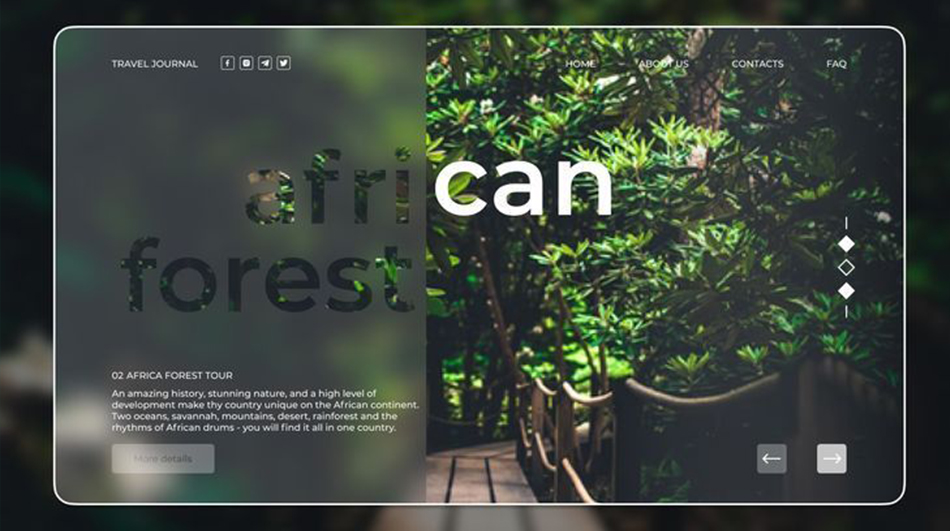 TRAVEL JOURNAL
HOME ABOUT US CONTACTS FAQ
african
forest
02 AFRICA FOREST TOUR
An amazing history, stunning nature, and a high level of
development make thy country unique on the African continent.
Two oceans, savannah, mountains, desert, rainforest and the
rhythms of African drums - you will find it all in one country.
More details